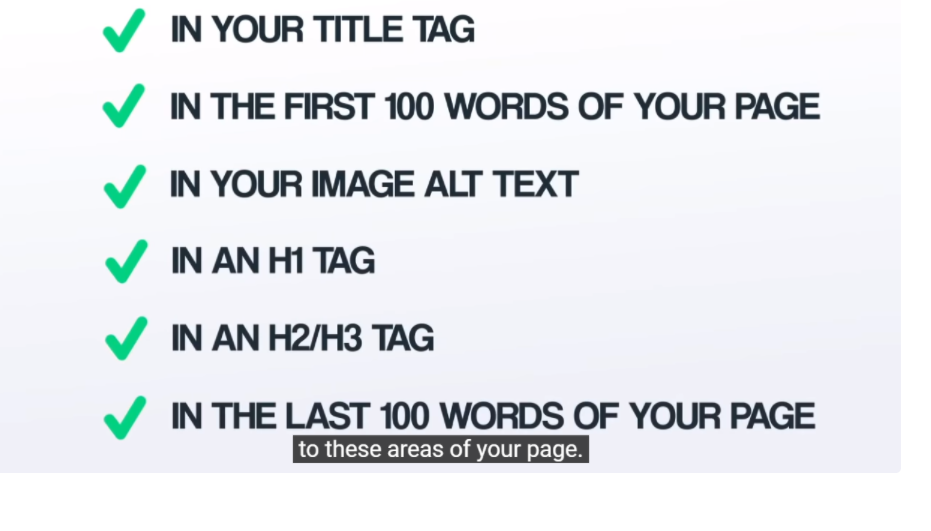 IN YOUR TITLE TAG
IN THE FIRST 100 WORDS OF YOUR PAGE
IN YOUR IMAGE ALT TEXT
IN AN H1 TAG
IN AN H2/H3 TAG
IN THE LAST 100 WORDS OF YOUR PAGE
to these areas of your page.